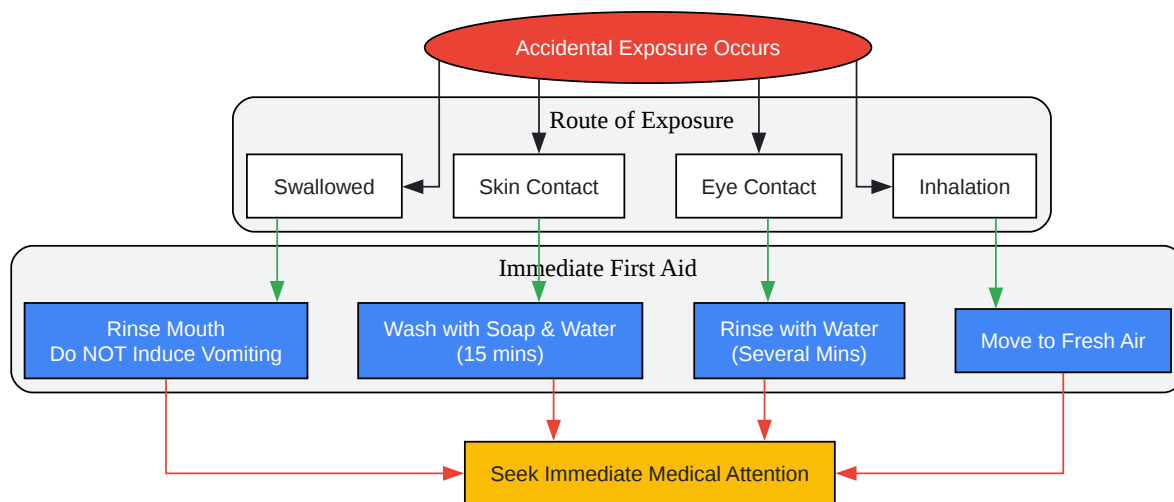 Accidental Exposure Occurs
Route of Exposure
Swallowed
Skin Contact
Eye Contact
Inhalation
Immediate First Aid
Rinse Mouth
Do NOT Induce Vomiting
Wash with Soap & Water
(15 mins)
Rinse with Water
(Several Mins)
Move to Fresh Air
Seek Immediate Medical Attention